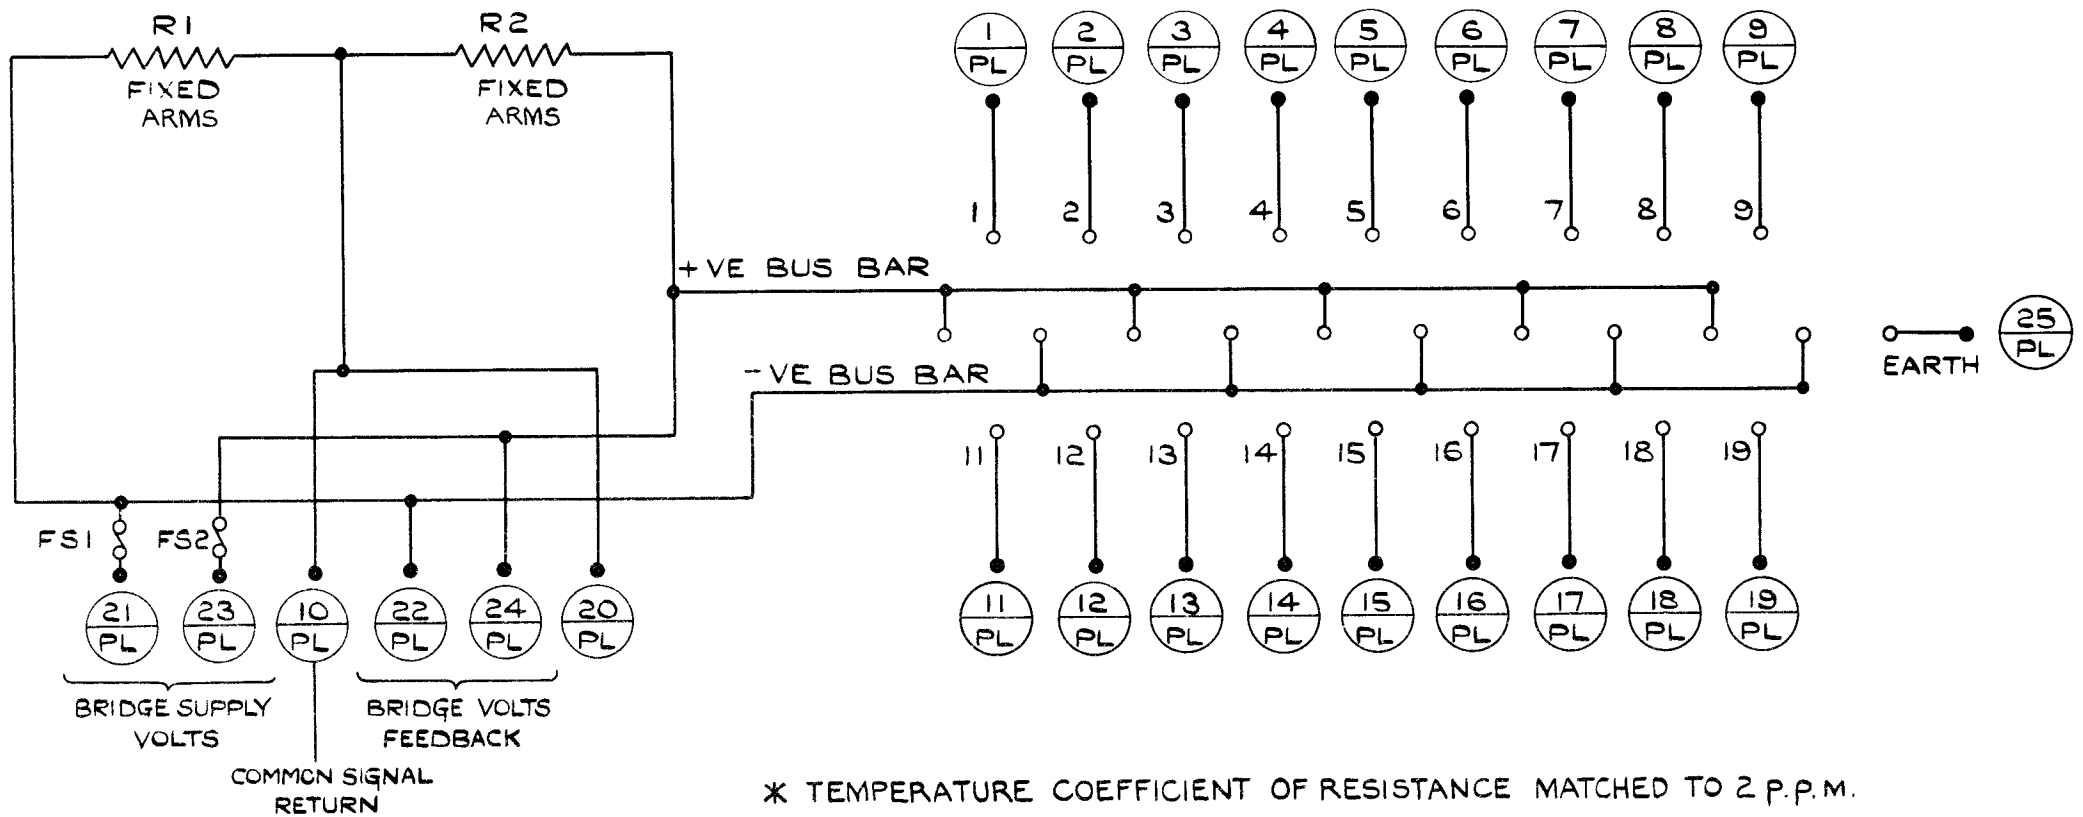 R1
FIXED
ARMS
R2
FIXED
ARMS
1
PL
2
PL
3
PL
4
PL
5
PL
6
PL
7
PL
8
PL
9
PL
1 2 3 4 5 6 7 8 9
+VE BUS BAR
-VE BUS BAR
EARTH
25
PL
11 12 13 14 15 16 17 18 19
FS1
FS2
21
PL
23
PL
10
PL
22
PL
24
PL
20
PL
11
PL
12
PL
13
PL
14
PL
15
PL
16
PL
17
PL
18
PL
19
PL
BRIDGE SUPPLY
VOLTS
BRIDGE VOLTS
FEEDBACK
COMMON SIGNAL
RETURN
* TEMPERATURE COEFFICIENT OF RESISTANCE MATCHED TO 2 P.P.M.